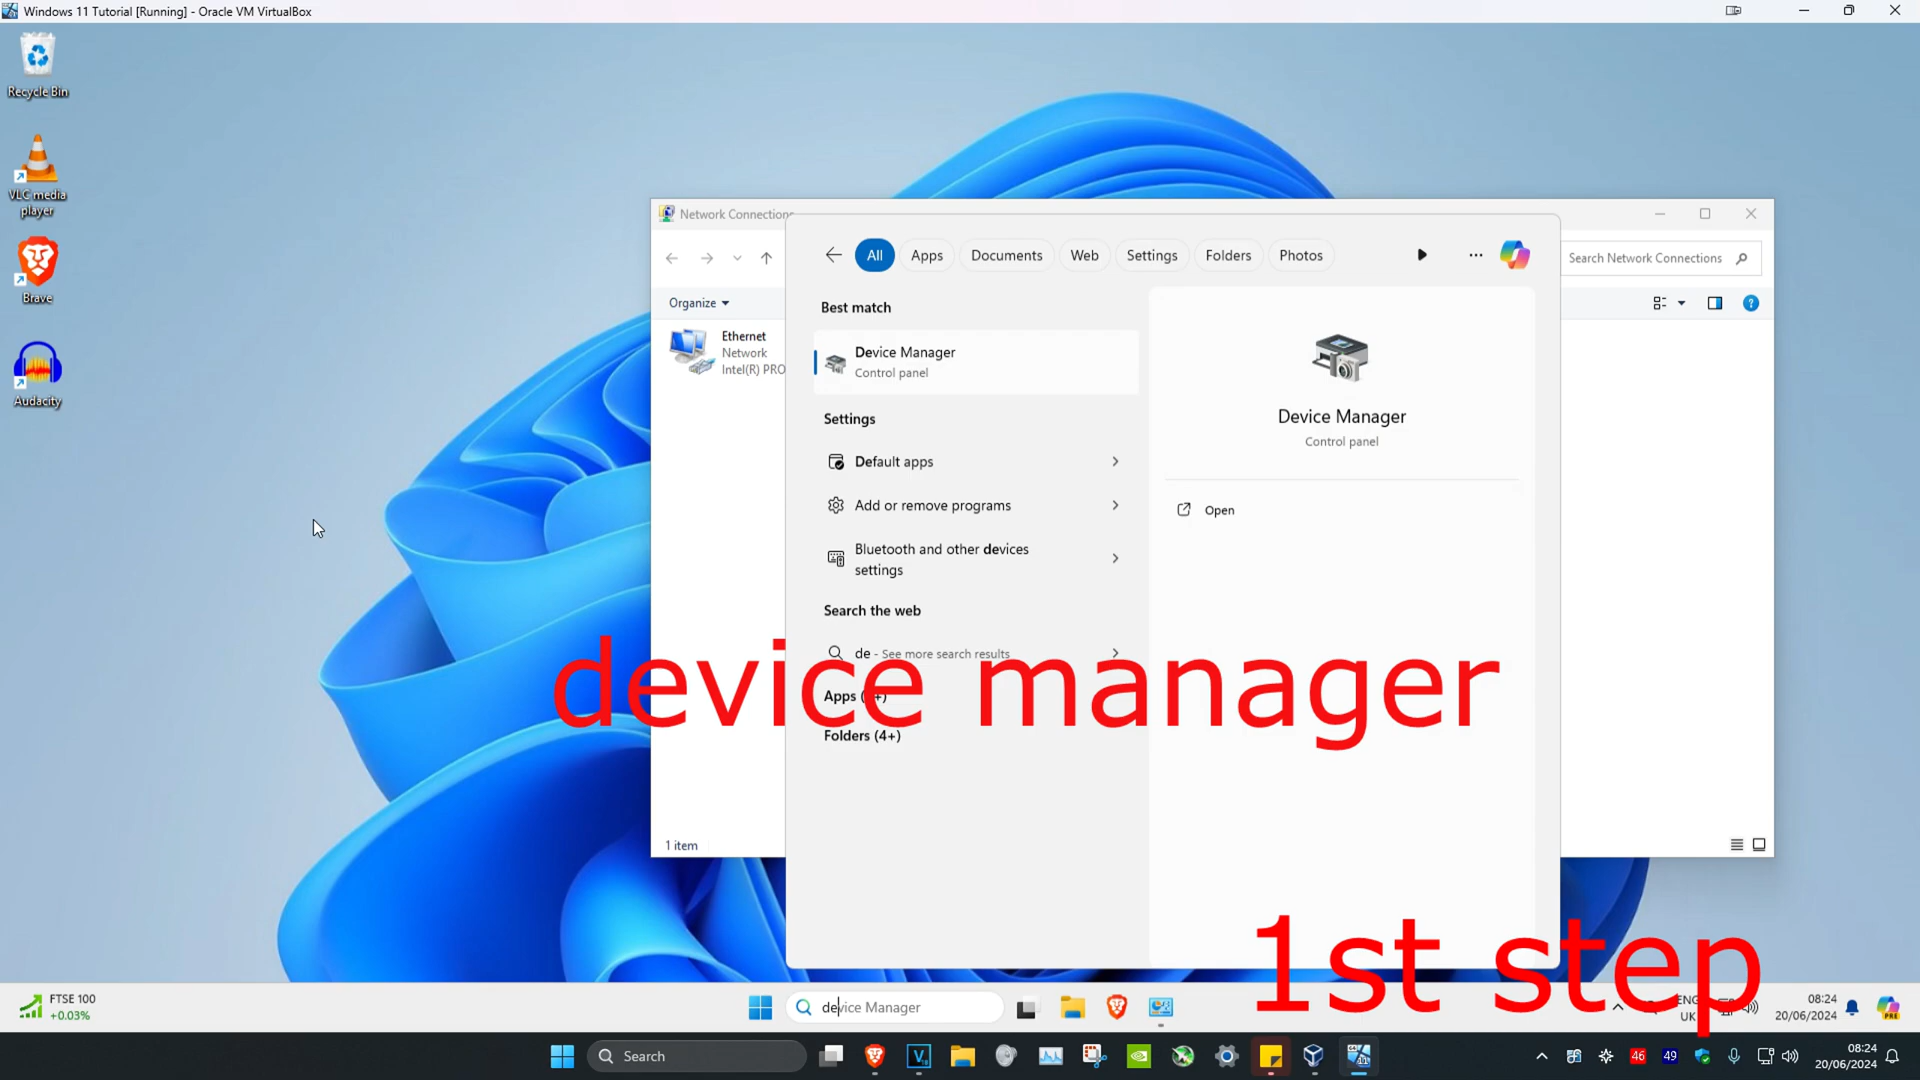 Windows 11 Tutorial [Running] - Oracle VM VirtualBox
Recycle Bin
VLC media
player
Brave
Audacity
Network Connections
Search Network Connections
Organize
Ethernet
Network
Intel(R) PRO
1 item
All
Apps
Documents
Web
Settings
Folders
Photos
Best match
Device Manager
Control panel
Settings
Default apps
Add or remove programs
Bluetooth and other devices
settings
Search the web
de - See more search results
Apps
Folders (4+)
Device Manager
Control panel
Open
device manager
1st step
FTSE 100
+0.03%
device Manager
ENG
UK
08:24
20/06/2024
PRE
Search
46
49
08:24
20/06/2024